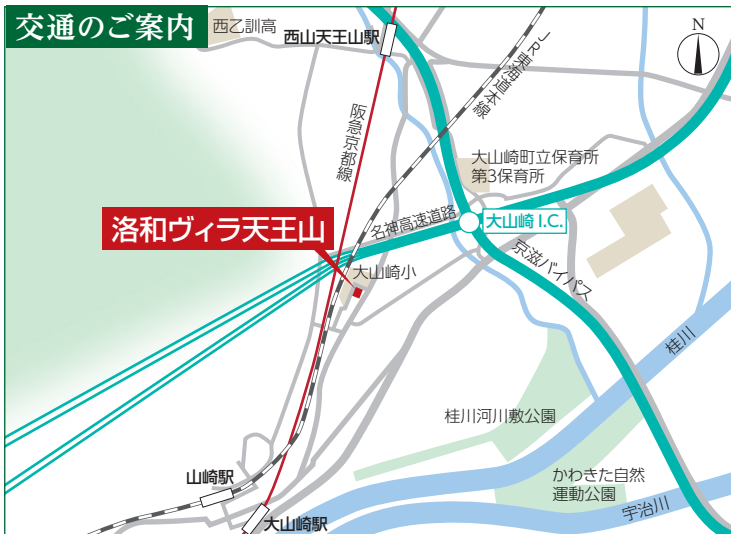 交通のご案内
西乙訓高
西山天王山駅
N
JR東海道本線
阪急京都線
大山崎町立保育所
第3保育所
洛和ヴィラ天王山
名神高速道路
大山崎I.C.
京滋バイパス
大山崎小
桂川
桂川河川敷公園
山崎駅
かわきた自然
運動公園
宇治川
大山崎駅